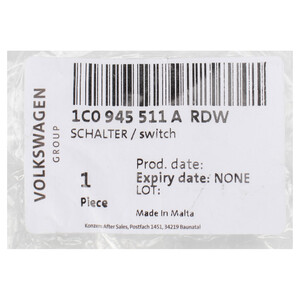 VOLKSWAGEN
GROUP
1C0 945 511 A RDW
SCHALTER / switch
1
Piece
Prod. date:
Expiry date: NONE
LOT:
Made In Malta
Konzern After Sales, Postfach 1451, 34219 Baunatal